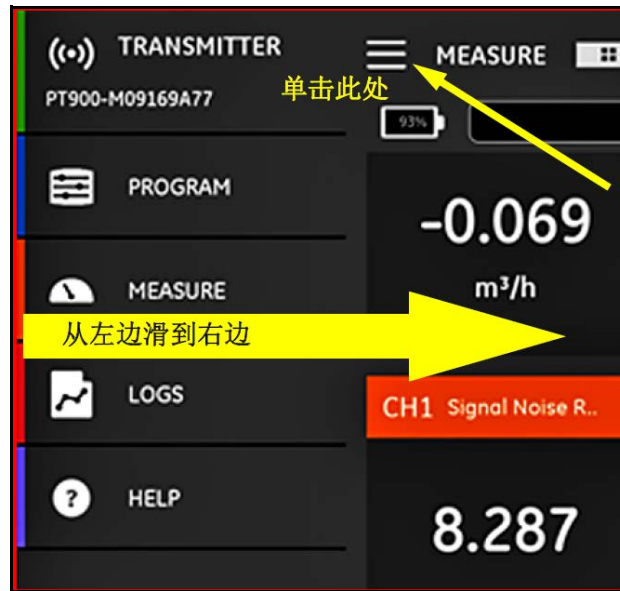 TRANSMITTER
PT900-M09169A77
PROGRAM
MEASURE
从左边滑到右边
LOGS
HELP
MEASURE
单击此处
93%
-0.069
m³/h
CH1 Signal Noise R..
8.287